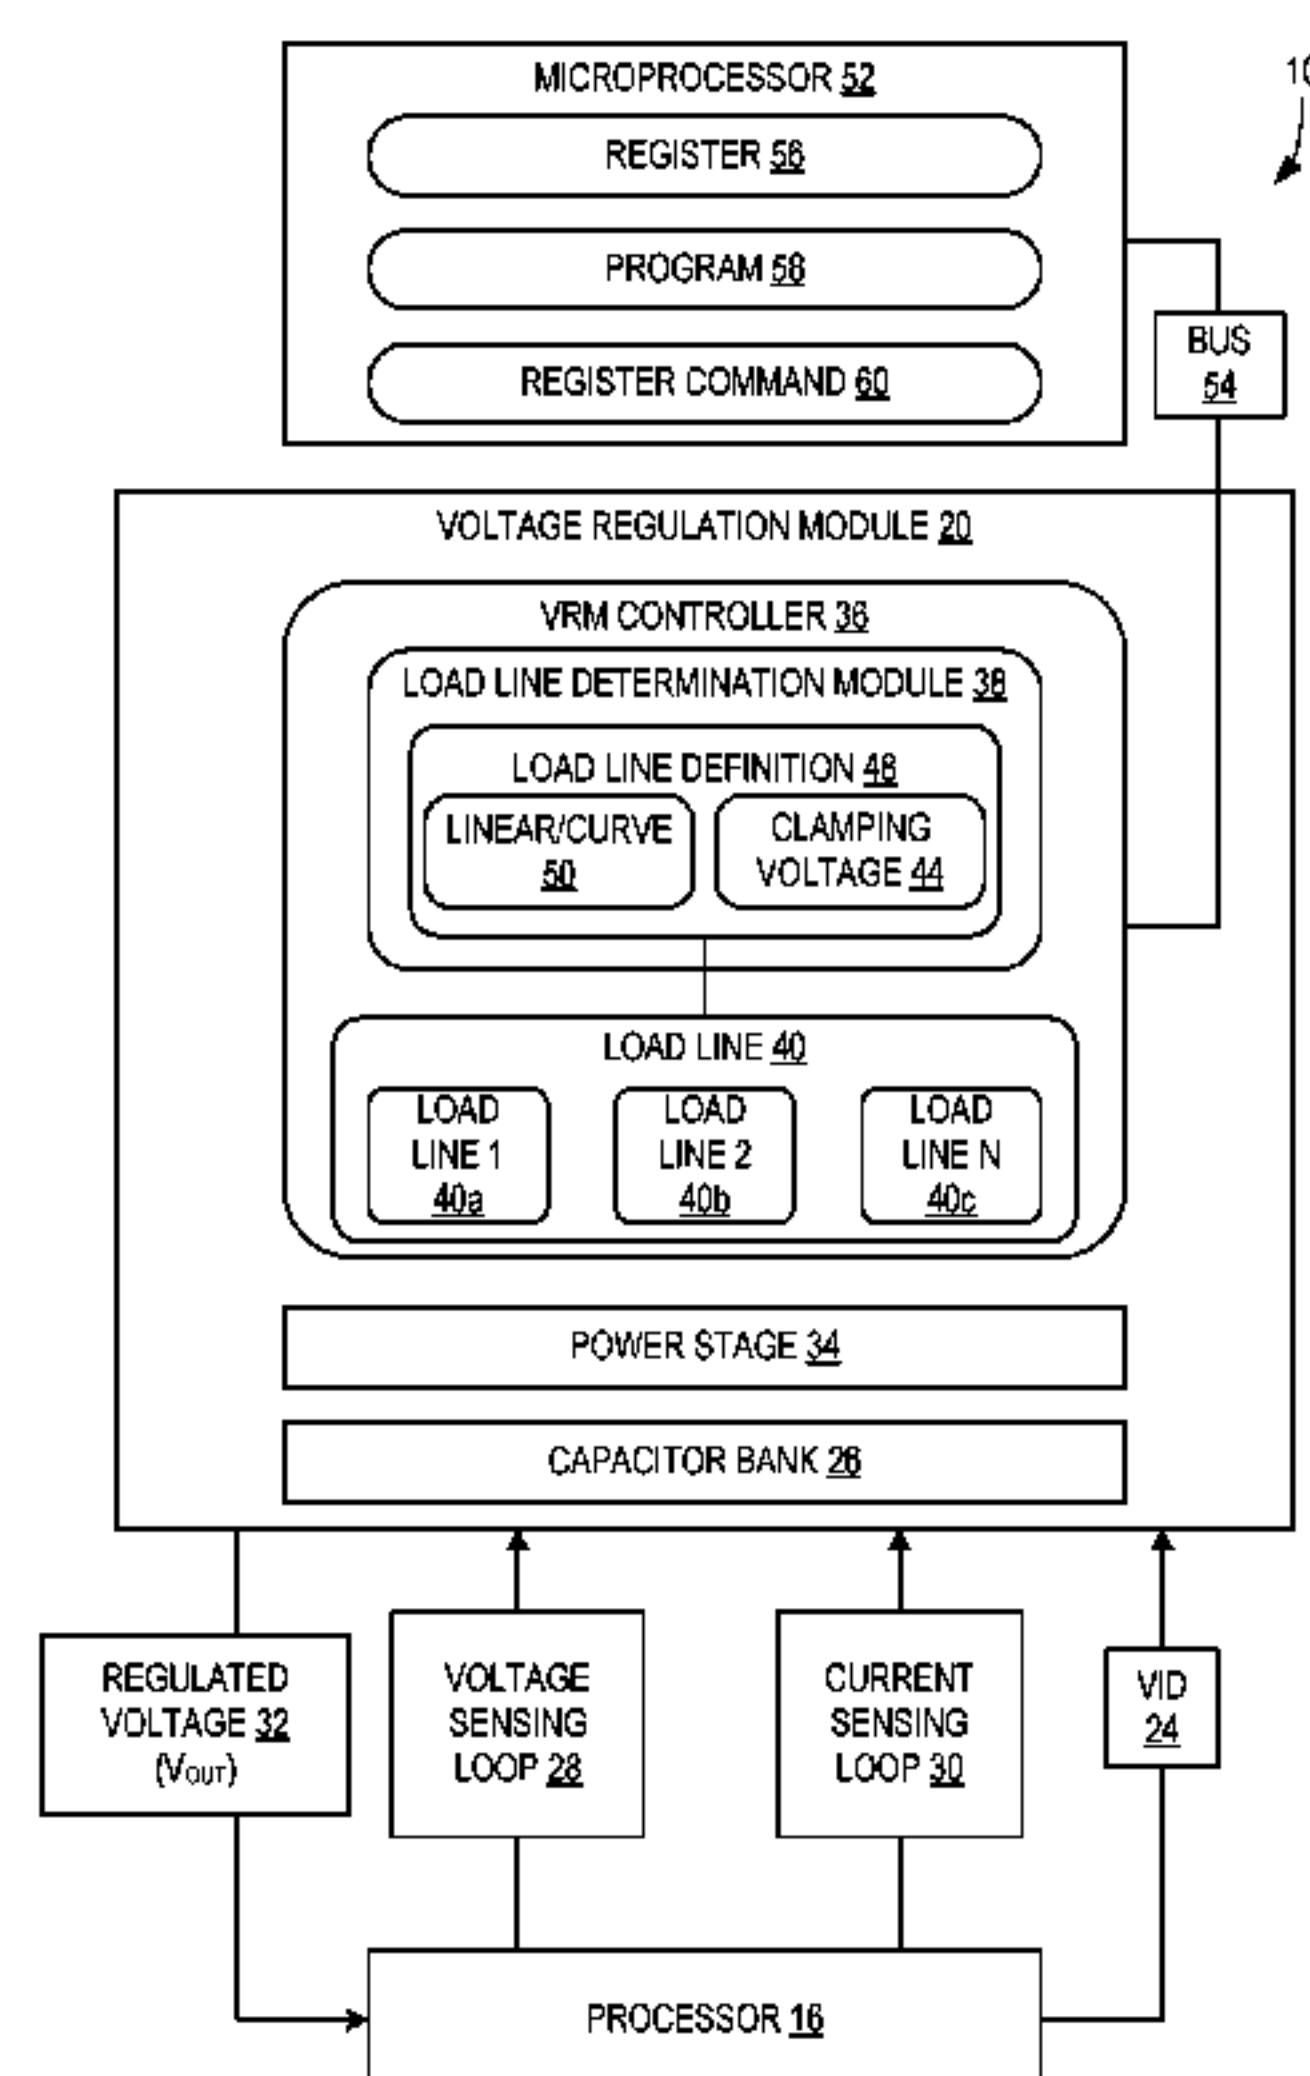 10
MICROPROCESSOR 52
REGISTER 56
PROGRAM 58
REGISTER COMMAND 60
BUS
54
VOLTAGE REGULATION MODULE 20
VRM CONTROLLER 36
LOAD LINE DETERMINATION MODULE 38
LOAD LINE DEFINITION 48
LINEAR/CURVE
50
CLAMPING
VOLTAGE 44
LOAD LINE 40
LOAD
LINE 1
40a
LOAD
LINE 2
40b
LOAD
LINE N
40c
POWER STAGE 34
CAPACITOR BANK 26
REGULATED
VOLTAGE 32
(VOUT)
VOLTAGE
SENSING
LOOP 28
CURRENT
SENSING
LOOP 30
VID
24
PROCESSOR 16